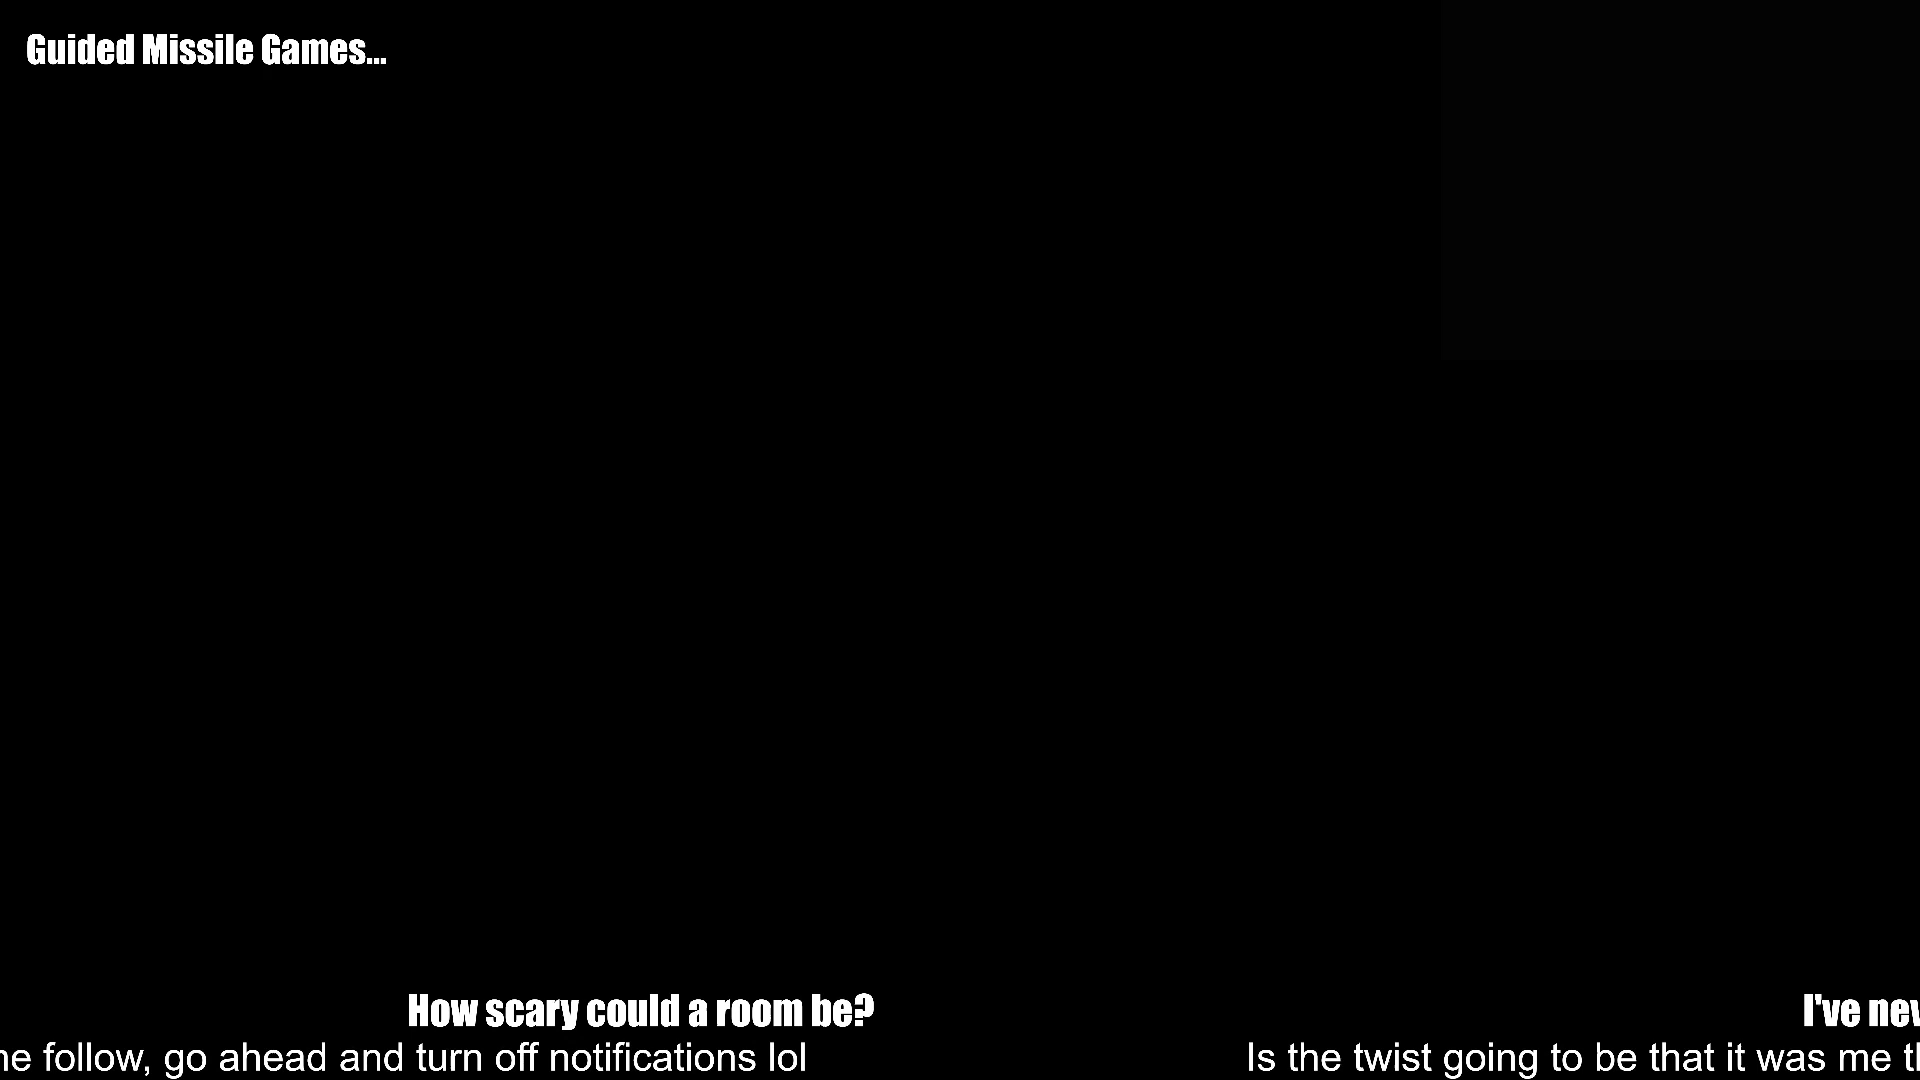 Guided Missile Games...
How scary could a room be? I've
follow, go ahead and turn off notifications lol Is the twist going to be that it was me